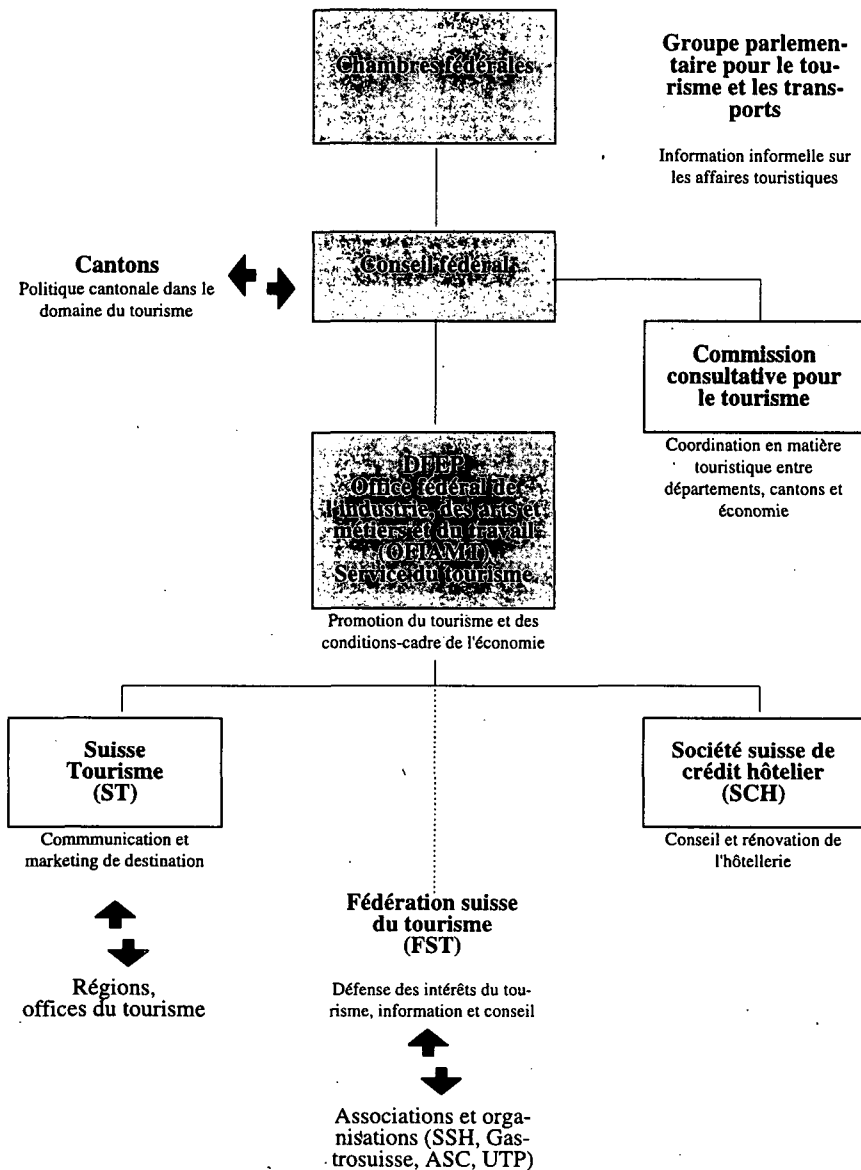 Chambres fédérales
Groupe parlemen-
taire pour le tou-
risme et les trans-
ports
Information informelle sur
les affaires touristiques
Cantons
Politique cantonale dans le
domaine du tourisme
Conseil fédéral
Commission
consultative pour
le tourisme
Coordination en matière
touristique entre
départements, cantons et
économie
DFEP
Office fédéral de
l'industrie, des arts et
métiers et du travail
(OFIAMT)
Service du tourisme
Promotion du tourisme et des
conditions-cadre de l'économie
Suisse
Tourisme
(ST)
Commmunication et
marketing de destination
Société suisse de
crédit hôtelier
(SCH)
Conseil et rénovation de
l'hôtellerie
Fédération suisse
du tourisme
(FST)
Défense des intérêts du tou-
risme, information et conseil
Régions,
offices du tourisme
Associations et orga-
nisations (SSH, Gas-
trosuisse, ASC, UTP)